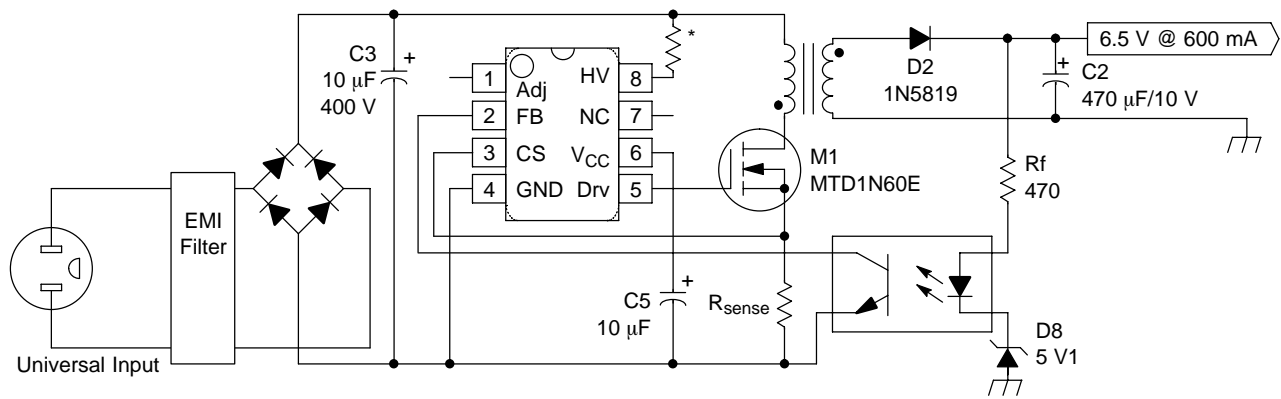 C3
10 μF
400 V
+
*
1
Adj
HV
8
2
FB
NC
7
3
CS
VCC
6
4
GND
Drv
5
D2
1N5819
6.5 V @ 600 mA
+
C2
470 μF/10 V
M1
MTD1N60E
Rf
470
EMI
Filter
Universal Input
C5
10 μF
+
Rsense
D8
5 V1